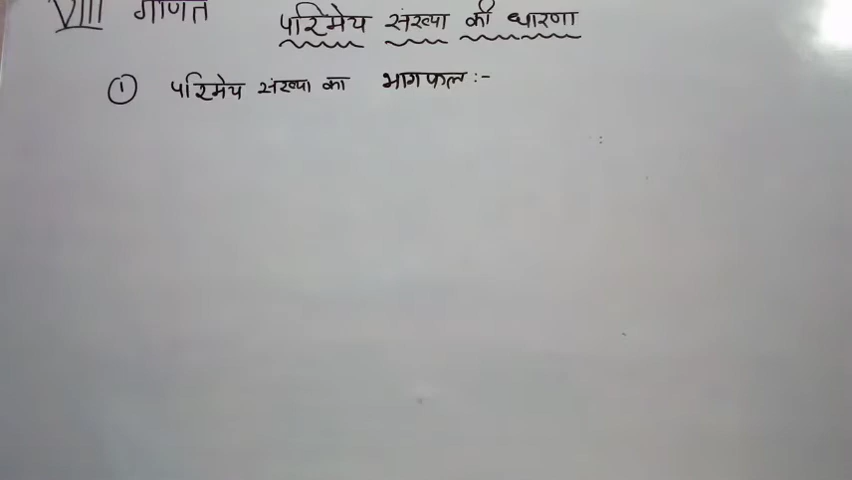 VIII गणित परिमेय संख्या की धारणा
① परिमेय संख्या का भागफल :-